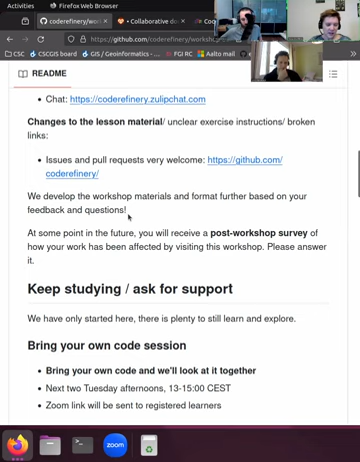 Activities
Firefox Web Browser
coderefinery/works
Collaborative do
Co
https://github.com/coderefinery/worksh
CSC
CSCGIS board
GIS / Geoinformatics -
FGI RC
Aalto mail
README
• Chat: https://coderefinery.zulipchat.com
Changes to the lesson material/ unclear exercise instructions/ broken
links:
• Issues and pull requests very welcome: https://github.com/
coderefinery/
We develop the workshop materials and format further based on your
feedback and questions!
At some point in the future, you will receive a post-workshop survey of
how your work has been affected by visiting this workshop. Please answer
it.
Keep studying / ask for support
We have only started here, there is plenty to still learn and explore.
Bring your own code session
• Bring your own code and we'll look at it together
• Next two Tuesday afternoons, 13-15:00 CEST
• Zoom link will be sent to registered learners
zoom